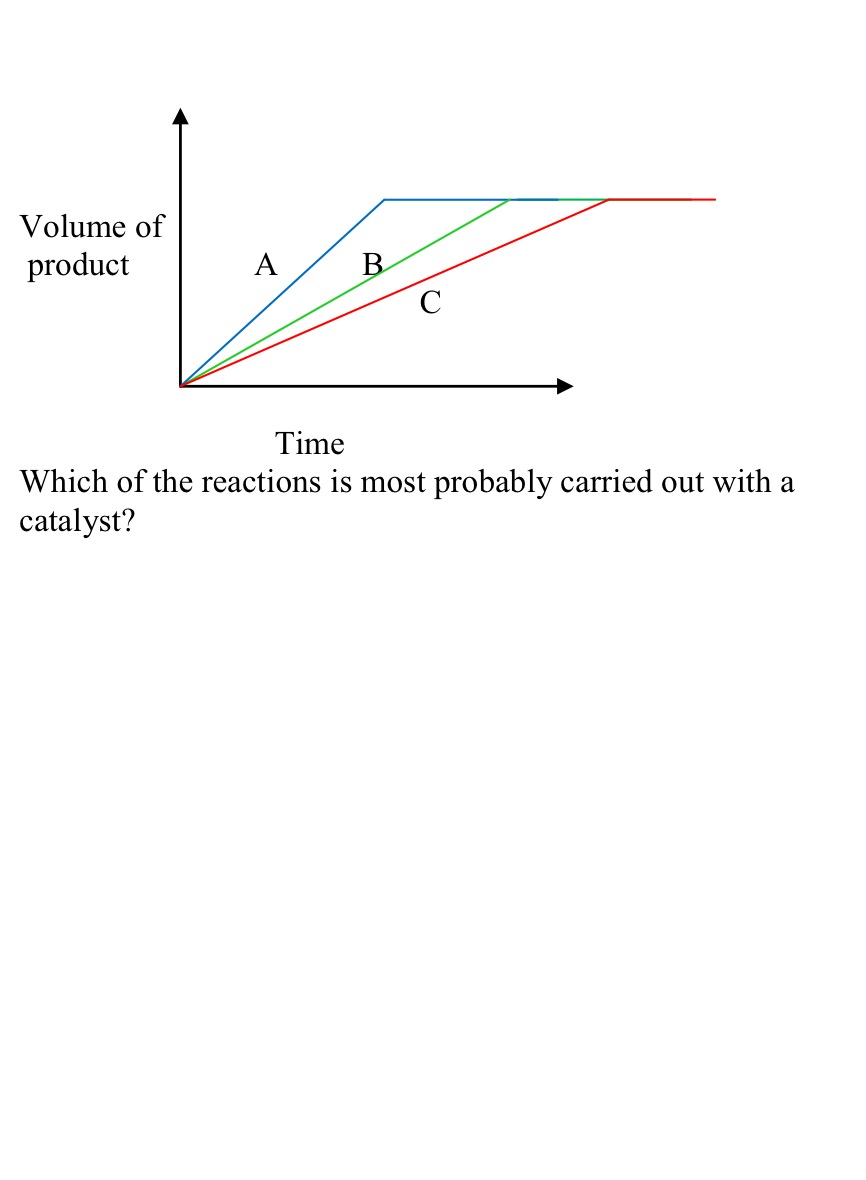 Volume of
product
A
B
C
Time
Which of the reactions is most probably carried out with a
catalyst?